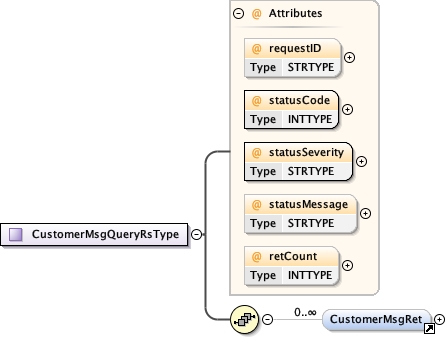 @ Attributes
@ requestID
Type STRTYPE
@ statusCode
Type INTTYPE
@ statusSeverity
Type STRTYPE
@ statusMessage
Type STRTYPE
CustomerMsgQueryRsType
@ retCount
Type INTTYPE
0..∞
CustomerMsgRet